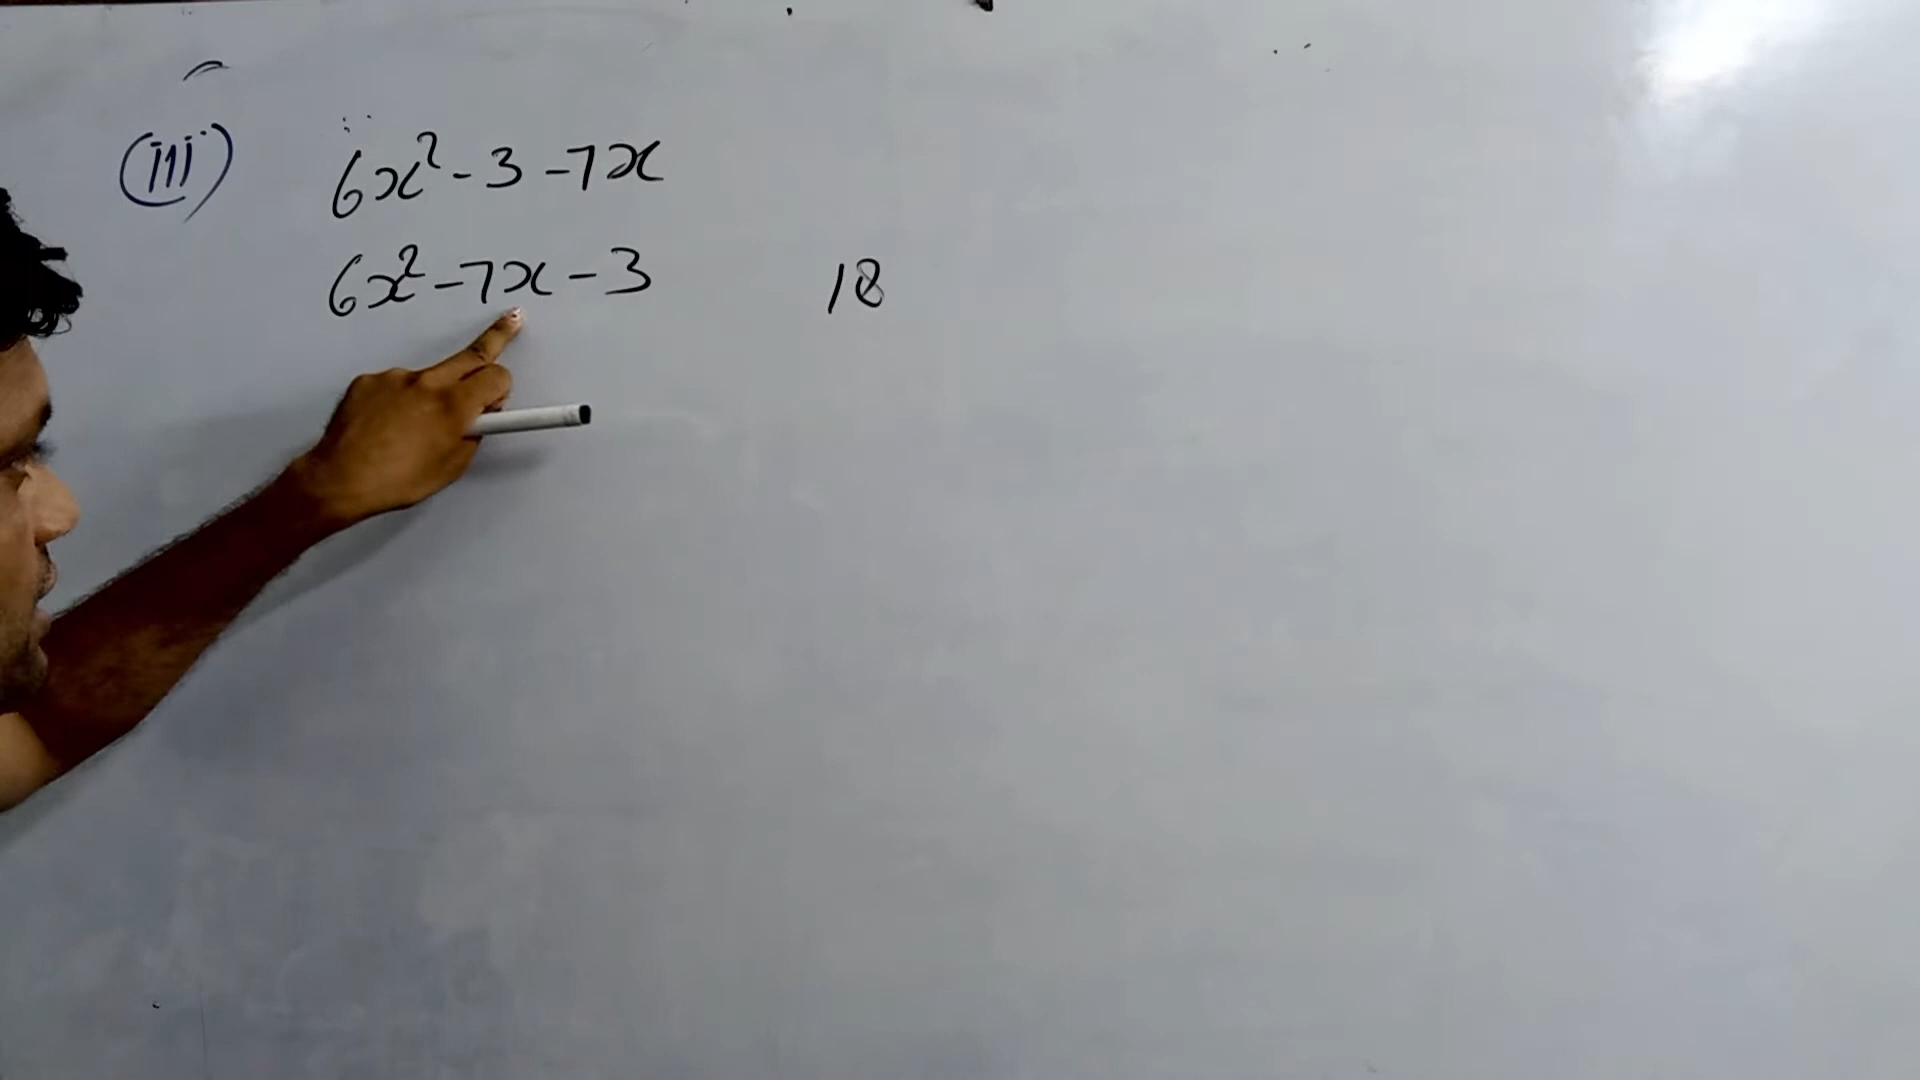 (iii) 6x² - 3 - 7x
6x² - 7x - 3 18